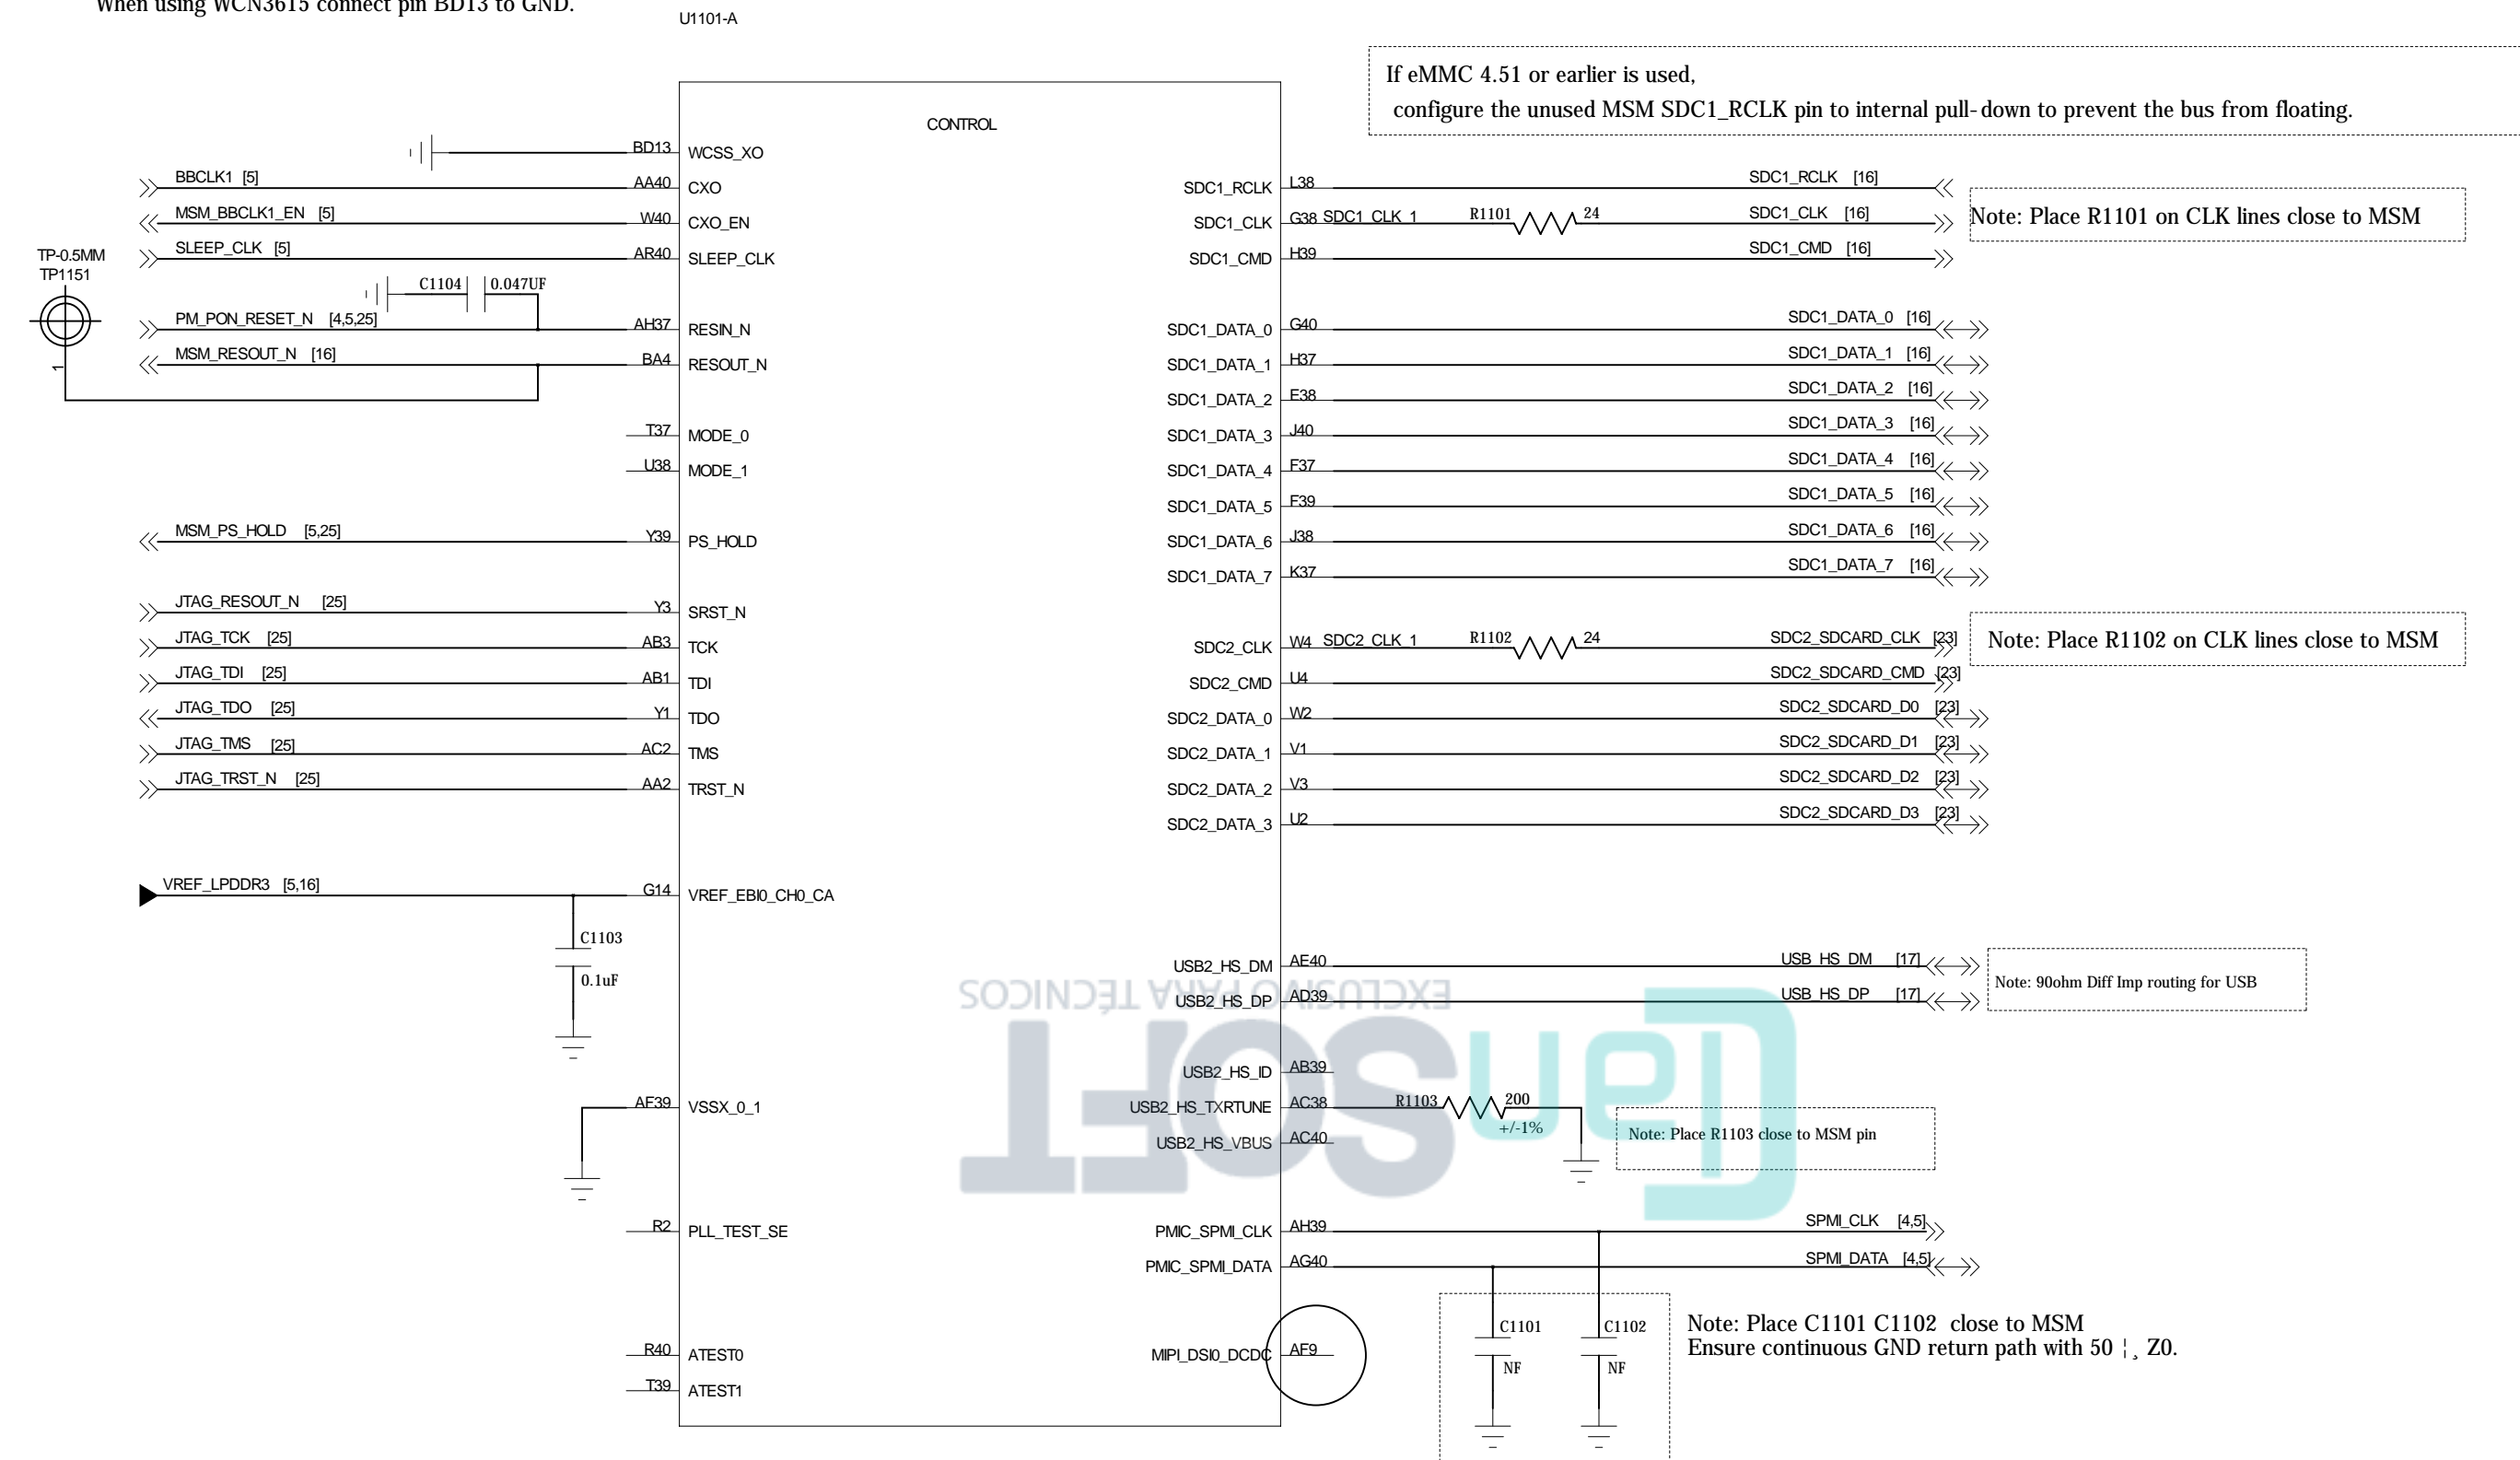 When using WCN3615 connect pin BD13 to GND.
U1101-A
If eMMC 4.51 or earlier is used,
configure the unused MSM SDC1_RCLK pin to internal pull-down to prevent the bus from floating.
CONTROL
BD13 WCSS_XO
BBCLK1 [5] AA40 CXO
MSM_BBCLK1_EN [5] W40 CXO_EN
SLEEP_CLK [5] AR40 SLEEP_CLK
TP-0.5MM
TP1151
1
C1104 0.047UF
PM_PON_RESET_N [4,5,25] AH37 RESIN_N
MSM_RESOUT_N [16] BA4 RESOUT_N
T37 MODE_0
U38 MODE_1
MSM_PS_HOLD [5,25] Y39 PS_HOLD
JTAG_RESOUT_N [25] Y3 SRST_N
JTAG_TCK [25] AB3 TCK
JTAG_TDI [25] AB1 TDI
JTAG_TDO [25] Y1 TDO
JTAG_TMS [25] AC2 TMS
JTAG_TRST_N [25] AA2 TRST_N
VREF_LPDDR3 [5,16] G14 VREF_EBI0_CH0_CA
C1103
0.1uF
AF39 VSSX_0_1
R2 PLL_TEST_SE
R40 ATEST0
T39 ATEST1
SDC1_RCLK L38 SDC1_RCLK [16]
SDC1_CLK G38 SDC1_CLK_1 R1101 24 SDC1_CLK [16]
Note: Place R1101 on CLK lines close to MSM
SDC1_CMD H39 SDC1_CMD [16]
SDC1_DATA_0 G40 SDC1_DATA_0 [16]
SDC1_DATA_1 H37 SDC1_DATA_1 [16]
SDC1_DATA_2 E38 SDC1_DATA_2 [16]
SDC1_DATA_3 J40 SDC1_DATA_3 [16]
SDC1_DATA_4 F37 SDC1_DATA_4 [16]
SDC1_DATA_5 F39 SDC1_DATA_5 [16]
SDC1_DATA_6 J38 SDC1_DATA_6 [16]
SDC1_DATA_7 K37 SDC1_DATA_7 [16]
SDC2_CLK W4 SDC2_CLK_1 R1102 24 SDC2_SDCARD_CLK [23]
Note: Place R1102 on CLK lines close to MSM
SDC2_CMD U4 SDC2_SDCARD_CMD [23]
SDC2_DATA_0 W2 SDC2_SDCARD_D0 [23]
SDC2_DATA_1 V1 SDC2_SDCARD_D1 [23]
SDC2_DATA_2 V3 SDC2_SDCARD_D2 [23]
SDC2_DATA_3 U2 SDC2_SDCARD_D3 [23]
USB2_HS_DM AE40 USB_HS_DM [17]
USB2_HS_DP AD39 USB_HS_DP [17]
Note: 90ohm Diff Imp routing for USB
EXCLUSIVO PARA TÉCNICOS
SOFT
USB2_HS_ID AB39
USB2_HS_TXRTUNE AC38 R1103 200
+/-1%
USB2_HS_VBUS AC40
Note: Place R1103 close to MSM pin
PMIC_SPMI_CLK AH39 SPMI_CLK [4,5]
PMIC_SPMI_DATA AG40 SPMI_DATA [4,5]
MIPI_DSI0_DCDC AF9
C1101
NF
C1102
NF
Note: Place C1101 C1102 close to MSM
Ensure continuous GND return path with 50 ¦¸ Z0.